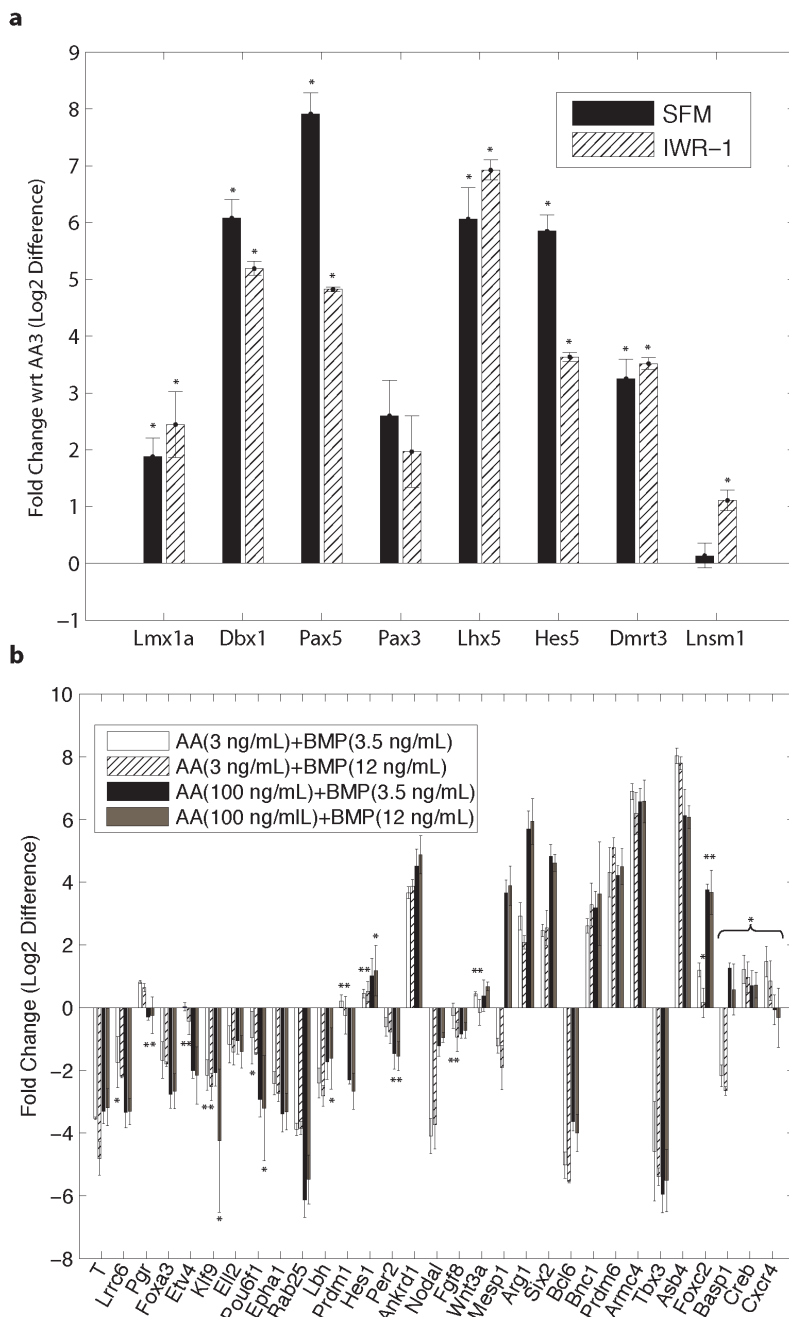 a
Fold Change wrt AA3 (Log2 Difference)
9
8
7
6
5
4
3
2
1
0
−1
SFM
IWR−1
* * * * * * * * * * * * *
Lmx1a Dbx1 Pax5 Pax3 Lhx5 Hes5 Dmrt3 Lnsm1
b
Fold Change (Log2 Difference)
10
8
6
4
2
0
−2
−4
−6
−8
AA(3 ng/mL)+BMP(3.5 ng/mL)
AA(3 ng/mL)+BMP(12 ng/mL)
AA(100 ng/mL)+BMP(3.5 ng/mL)
AA(100 ng/mlL)+BMP(12 ng/mL)
T Lrrc6 Pgr Foxa3 Etv4 Klf9 Ell2 Pou6f1 Epha1 Rab25 Lbh Prdm1 Hes1 Per2 Ankrd1 Nodal Fgf8 Wnt3a Mesp1 Arg1 Six2 Bcl6 Bnc1 Prdm6 Armc4 Tbx3 Asb4 Foxc2 Basp1 Creb Cxcr4